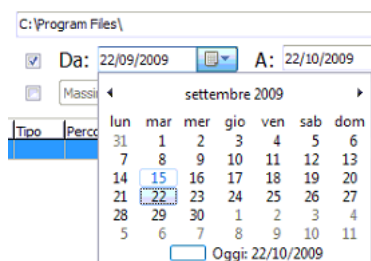 C:\Program Files\
Da: 22/09/2009 A: 22/10/2009
Massi
settembre 2009
Tipo Perco
lun mar mer gio ven sab dom
31 1 2 3 4 5 6
7 8 9 10 11 12 13
14 15 16 17 18 19 20
21 22 23 24 25 26 27
28 29 30 1 2 3 4
5 6 7 8 9 10 11
Oggi: 22/10/2009